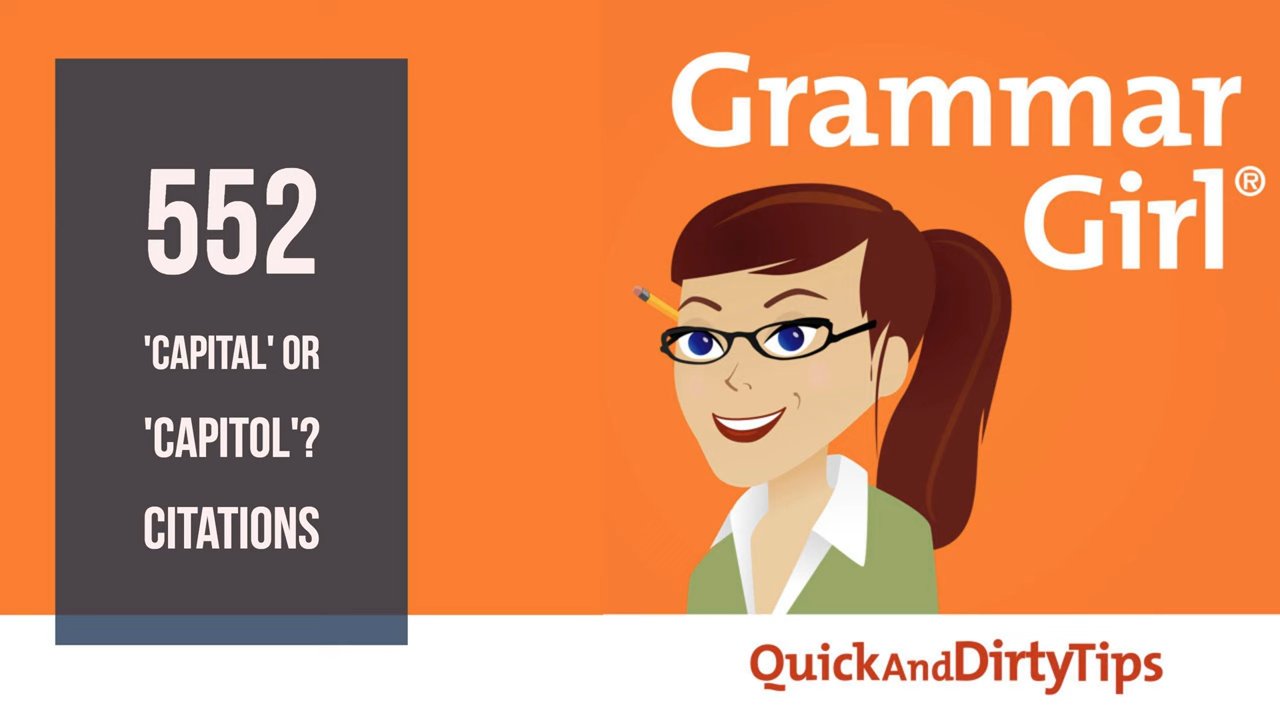 552
'CAPITAL' OR
'CAPITOL'?
CITATIONS
Grammar
Girl®
QuickAndDirtyTips